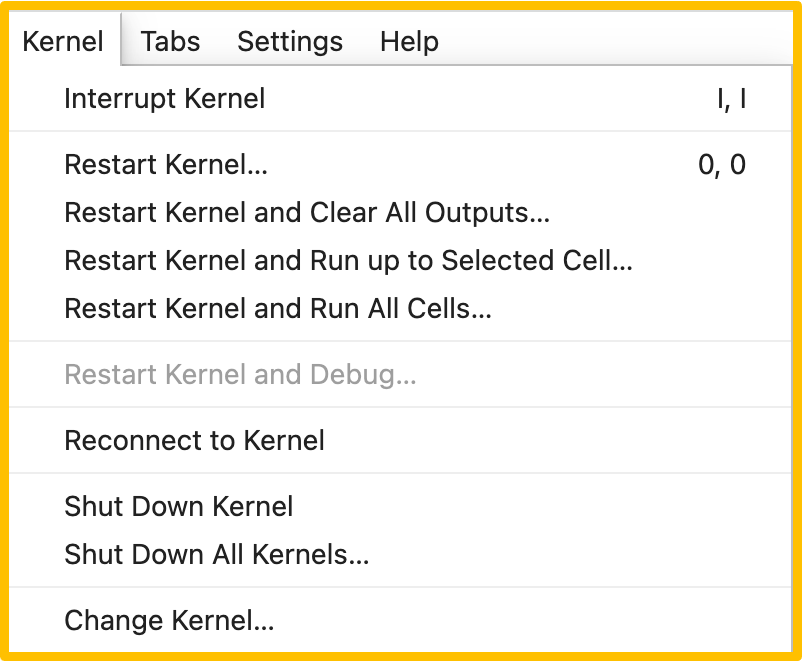 Kernel Tabs Settings Help
Interrupt Kernel I, I
Restart Kernel... 0, 0
Restart Kernel and Clear All Outputs...
Restart Kernel and Run up to Selected Cell...
Restart Kernel and Run All Cells...
Restart Kernel and Debug...
Reconnect to Kernel
Shut Down Kernel
Shut Down All Kernels...
Change Kernel...